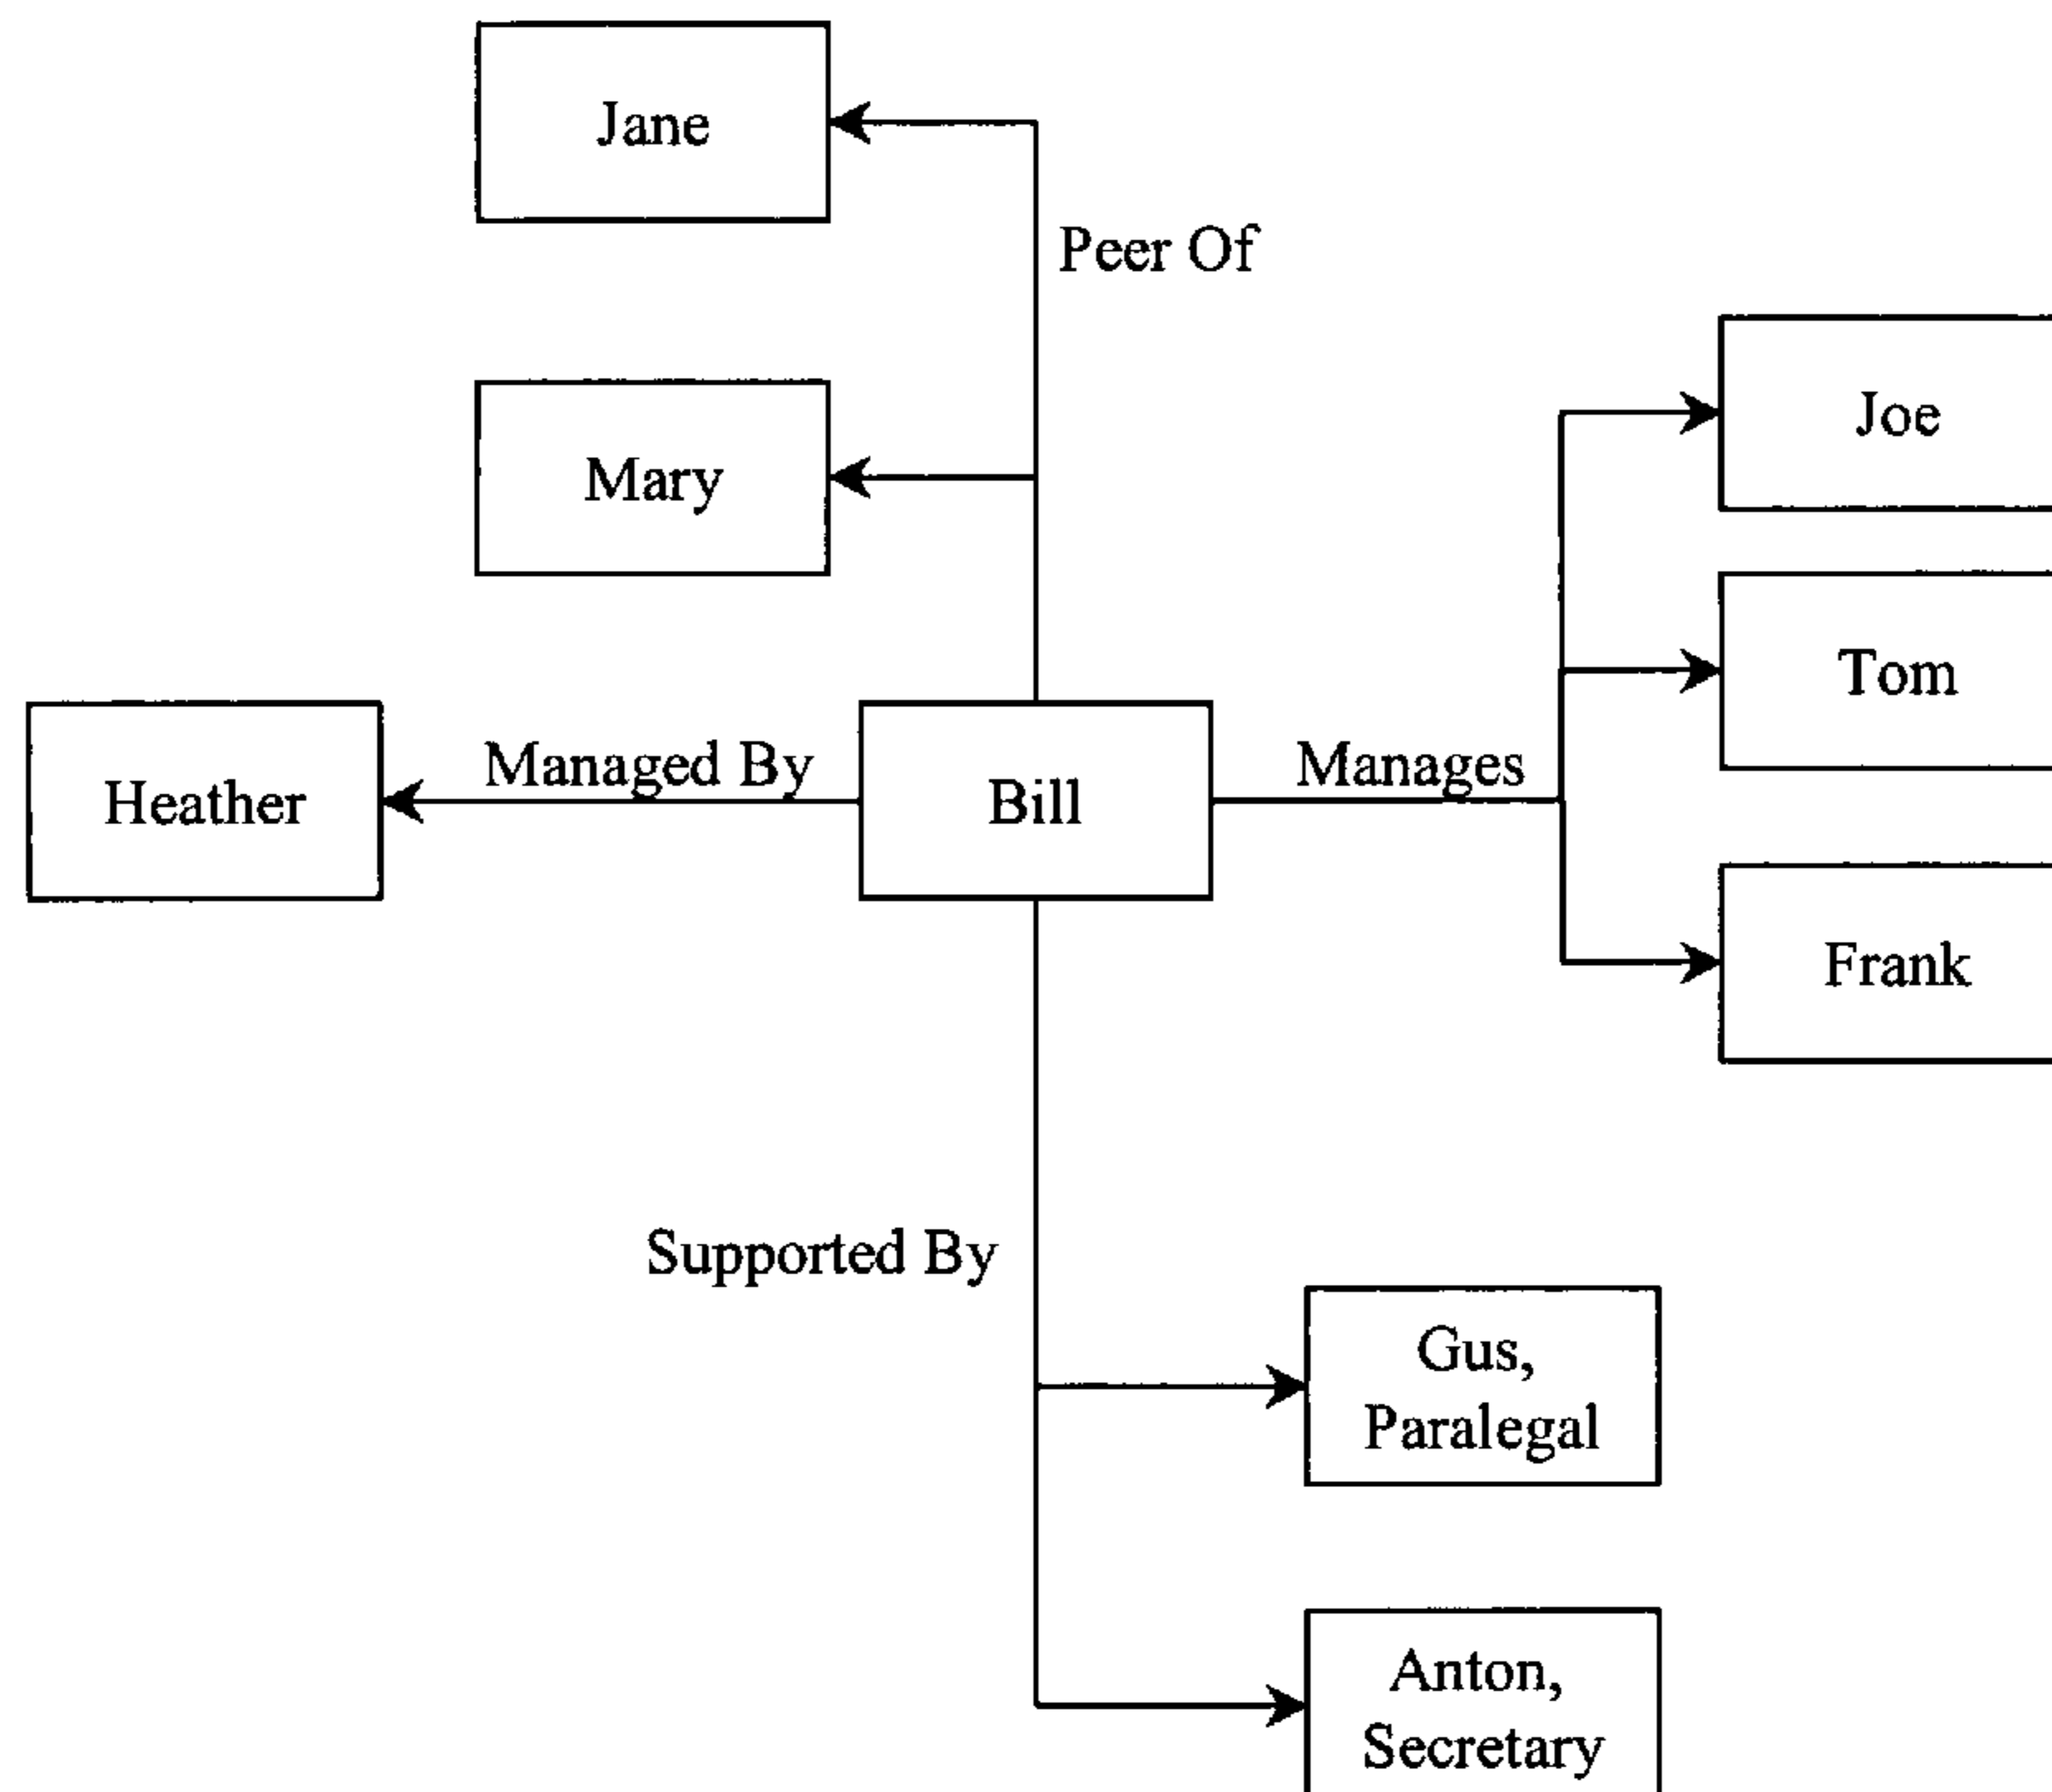 Jane
Peer Of
Joe
Mary
Tom
Managed By
Manages
Heather
Bill
Frank
Supported By
Gus,
Paralegal
Anton,
Secretary